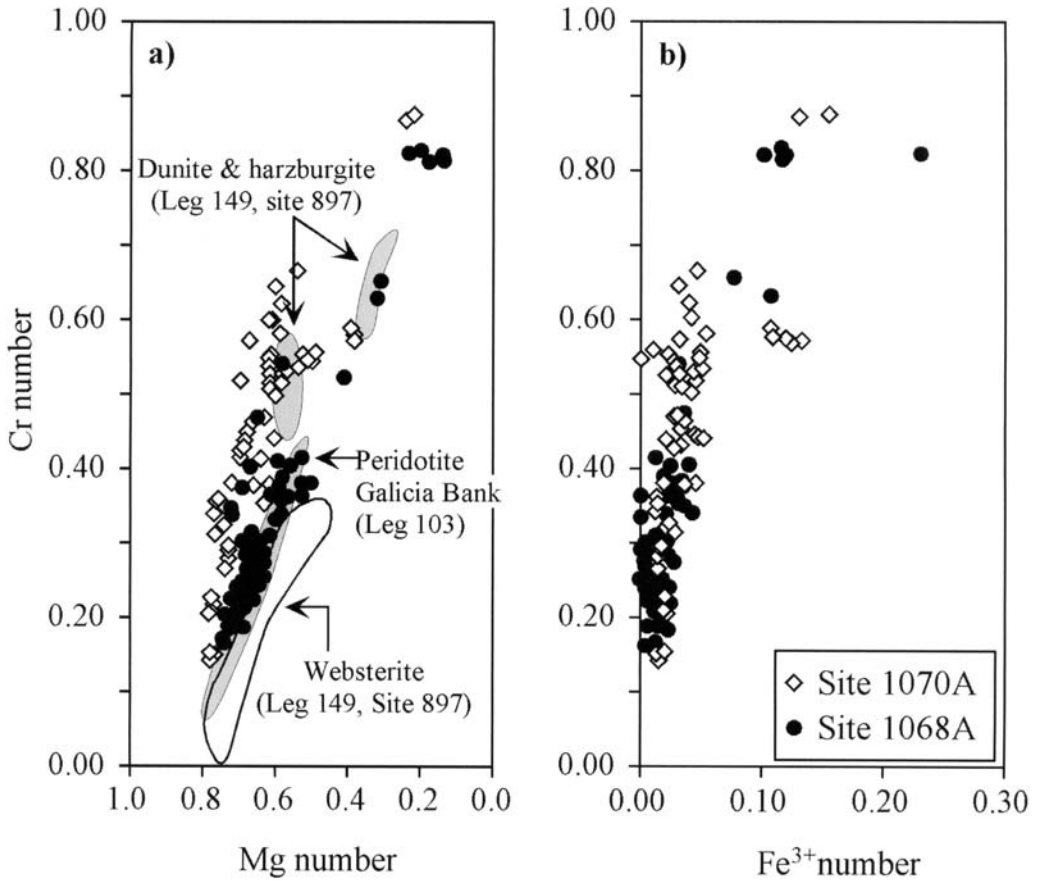 a)
b)
1.00
0.80
0.60
0.40
0.20
0.00
Cr number
Dunite & harzburgite
(Leg 149, site 897)
Peridotite
Galicia Bank
(Leg 103)
Websterite
(Leg 149, Site 897)
1.0 0.8 0.6 0.4 0.2 0.0
Mg number
1.00
0.80
0.60
0.40
0.20
0.00
Site 1070A
Site 1068A
0.00 0.10 0.20 0.30
Fe³⁺number